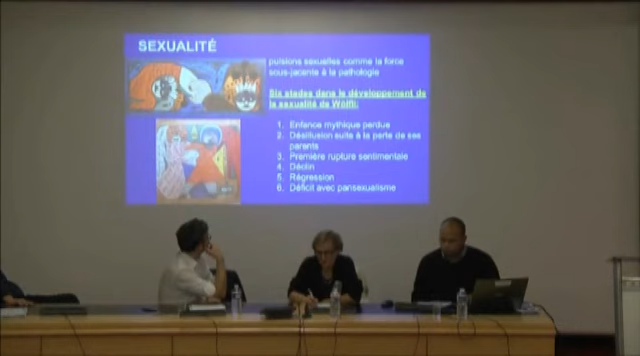 SEXUALITÉ
pulsions sexuelles comme la force
sous-jacente à la pathologie
Six stades dans le développement de
la sexualité de Wölfli:
1. Enfance mythique perdue
2. Désillusion suite à la perte de ses
parents
3. Première rupture sentimentale
4. Déclin
5. Régression
6. Déficit avec pansexualisme